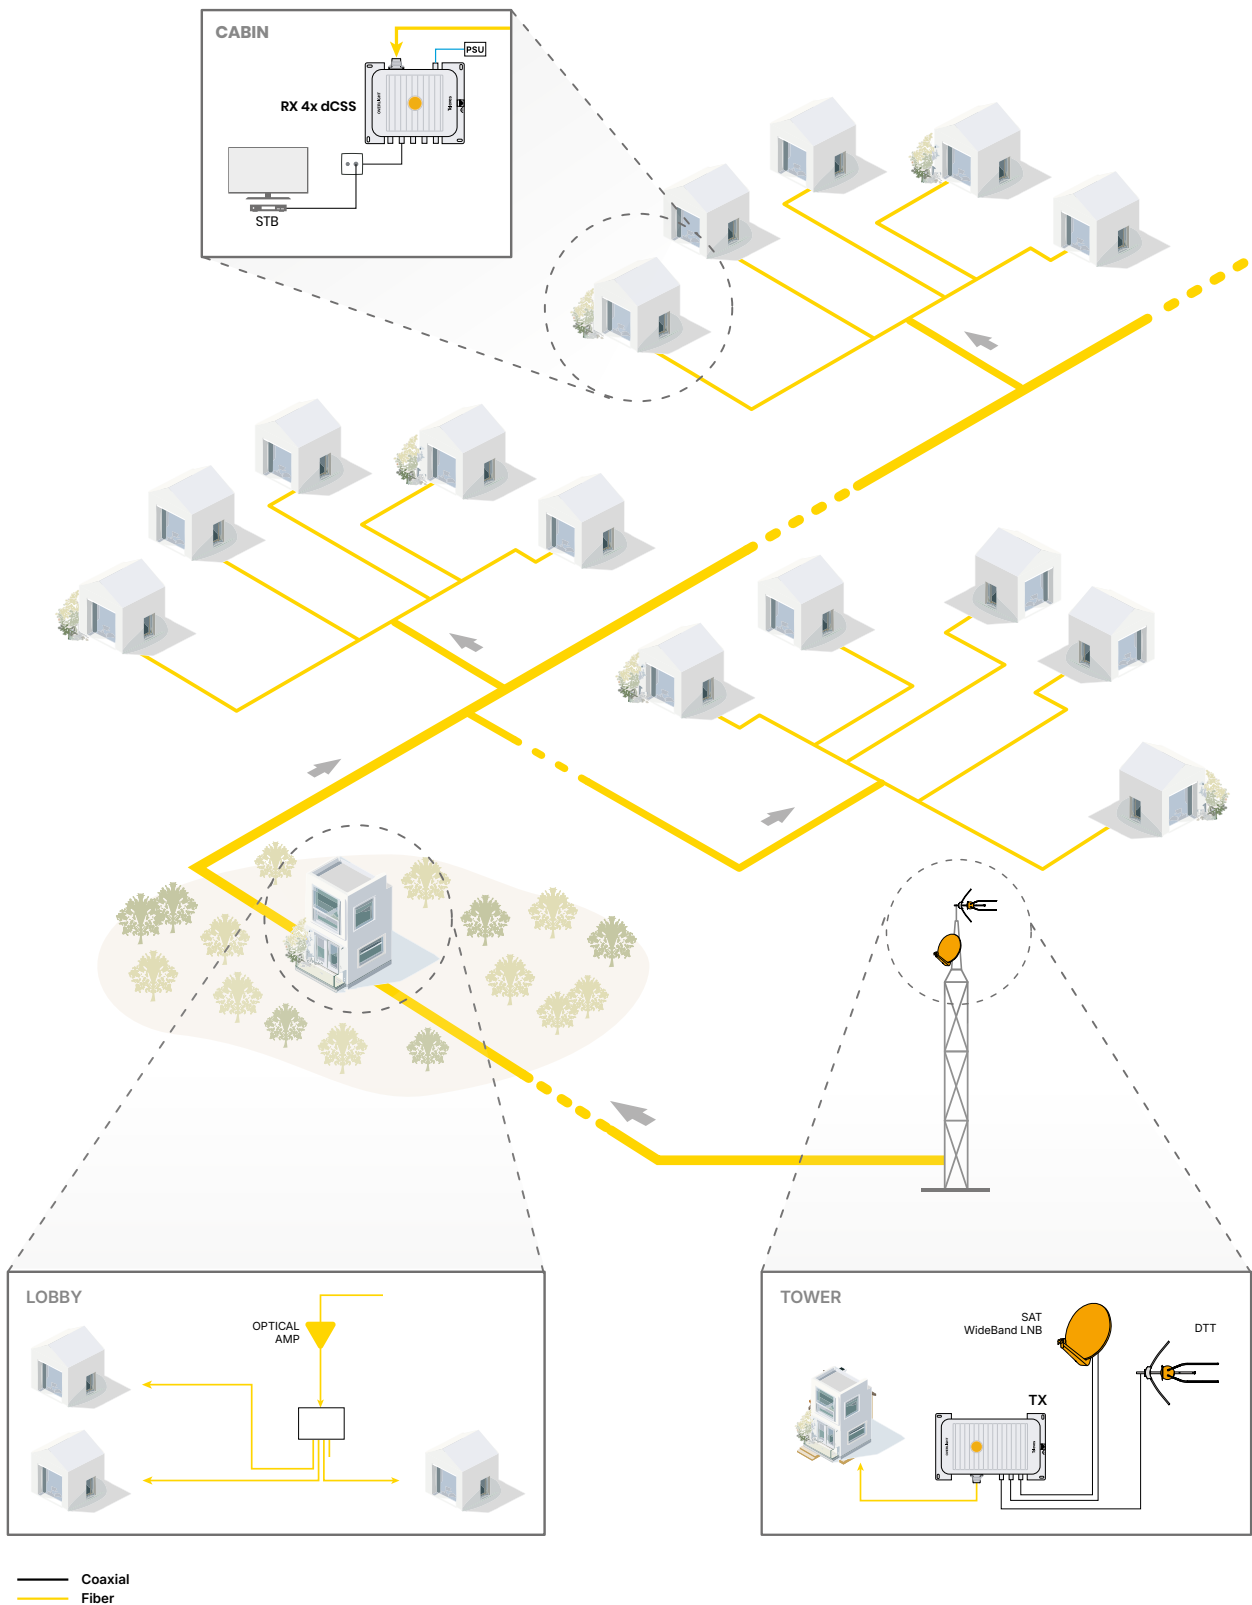 CABIN
PSU
RX 4x dCSS
STB
LOBBY
OPTICAL
AMP
TOWER
SAT
WideBand LNB
DTT
TX
Coaxial
Fiber